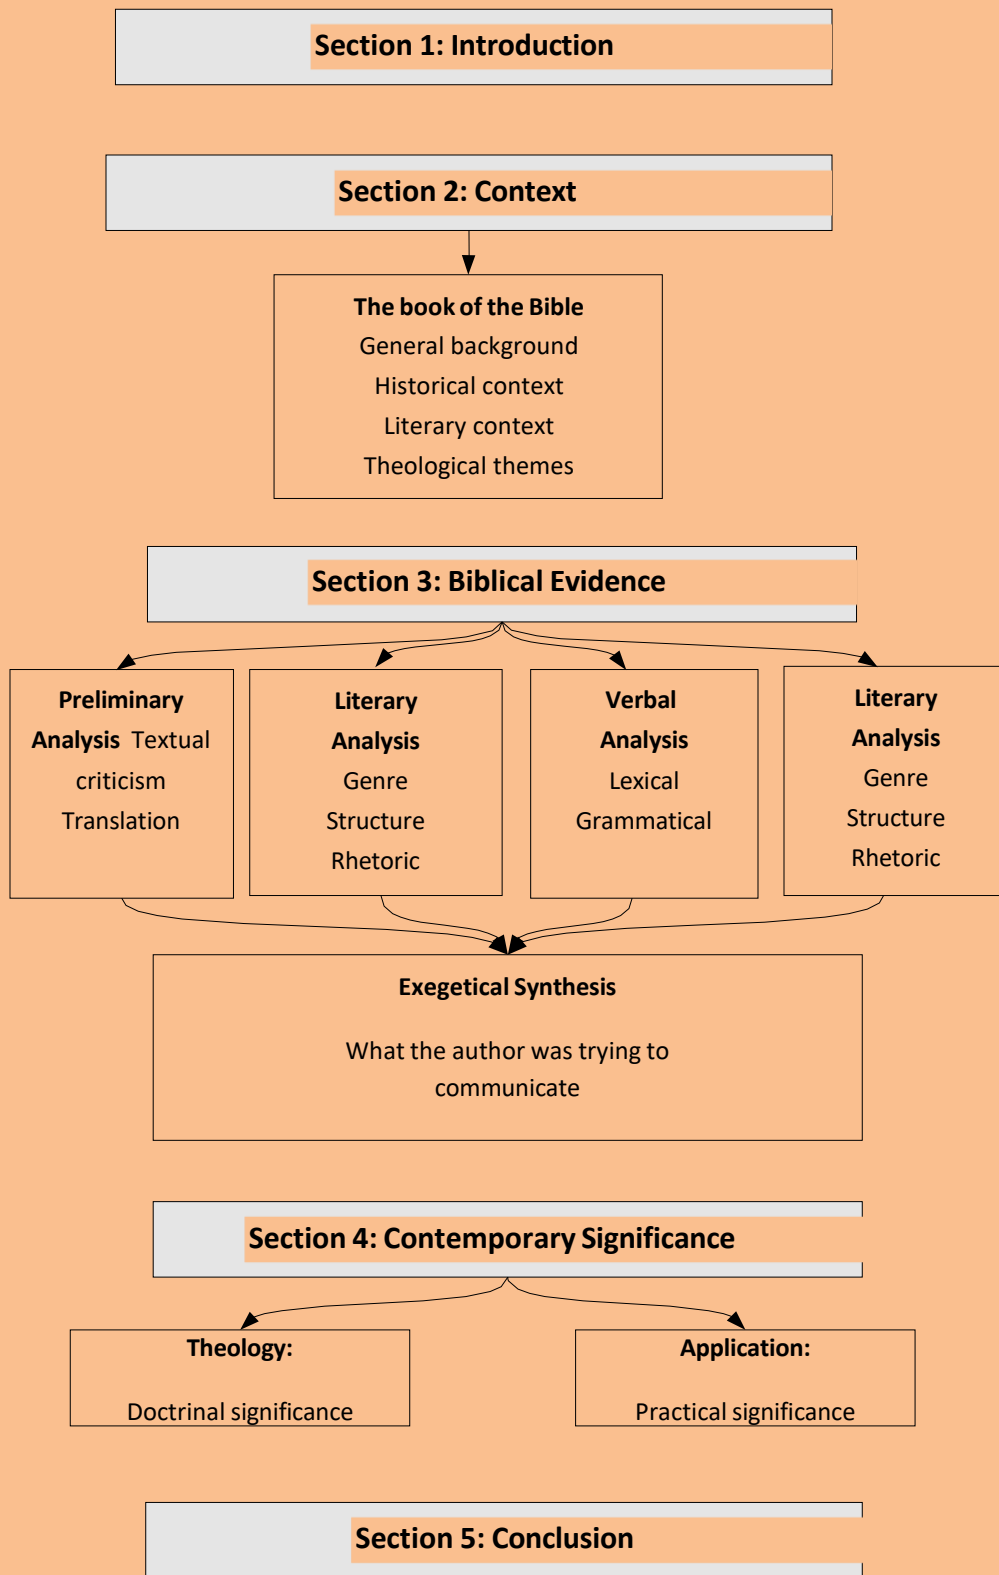 Section 1: Introduction
Section 2: Context
The book of the Bible
General background
Historical context
Literary context
Theological themes
Section 3: Biblical Evidence
Preliminary
Analysis Textual
criticism
Translation
Literary
Analysis
Genre
Structure
Rhetoric
Verbal
Analysis
Lexical
Grammatical
Literary
Analysis
Genre
Structure
Rhetoric
Exegetical Synthesis
What the author was trying to
communicate
Section 4: Contemporary Significance
Theology:
Doctrinal significance
Application:
Practical significance
Section 5: Conclusion